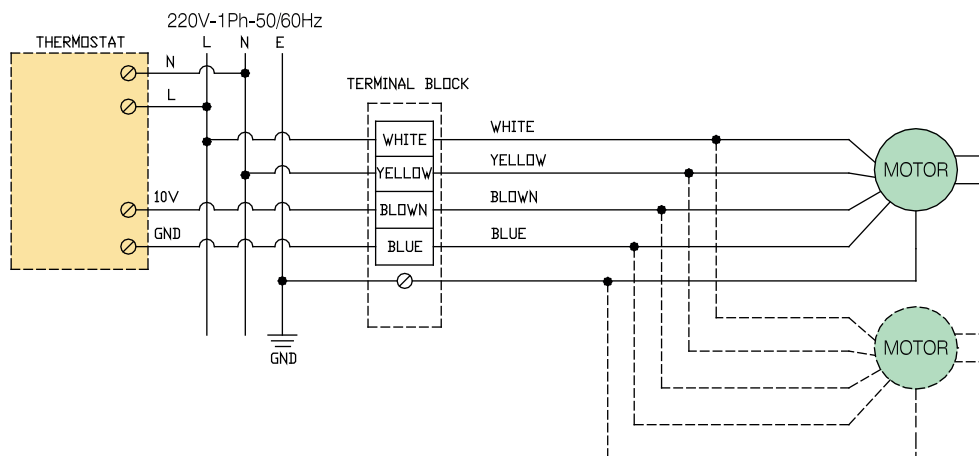 220V-1Ph-50/60Hz
THERMOSTAT
L N E
N
L
TERMINAL BLOCK
WHITE WHITE
YELLOW YELLOW
MOTOR
10V BLOWN BLOWN
GND BLUE BLUE
GND
MOTOR